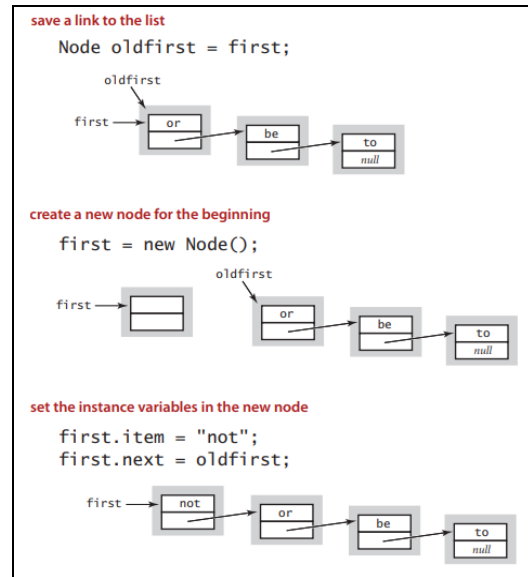 save a link to the list
Node oldfirst = first;
oldfirst
first
or
be
to
null
create a new node for the beginning
first = new Node();
oldfirst
first
or
be
to
null
set the instance variables in the new node
first.item = "not";
first.next = oldfirst;
first
not
or
be
to
null